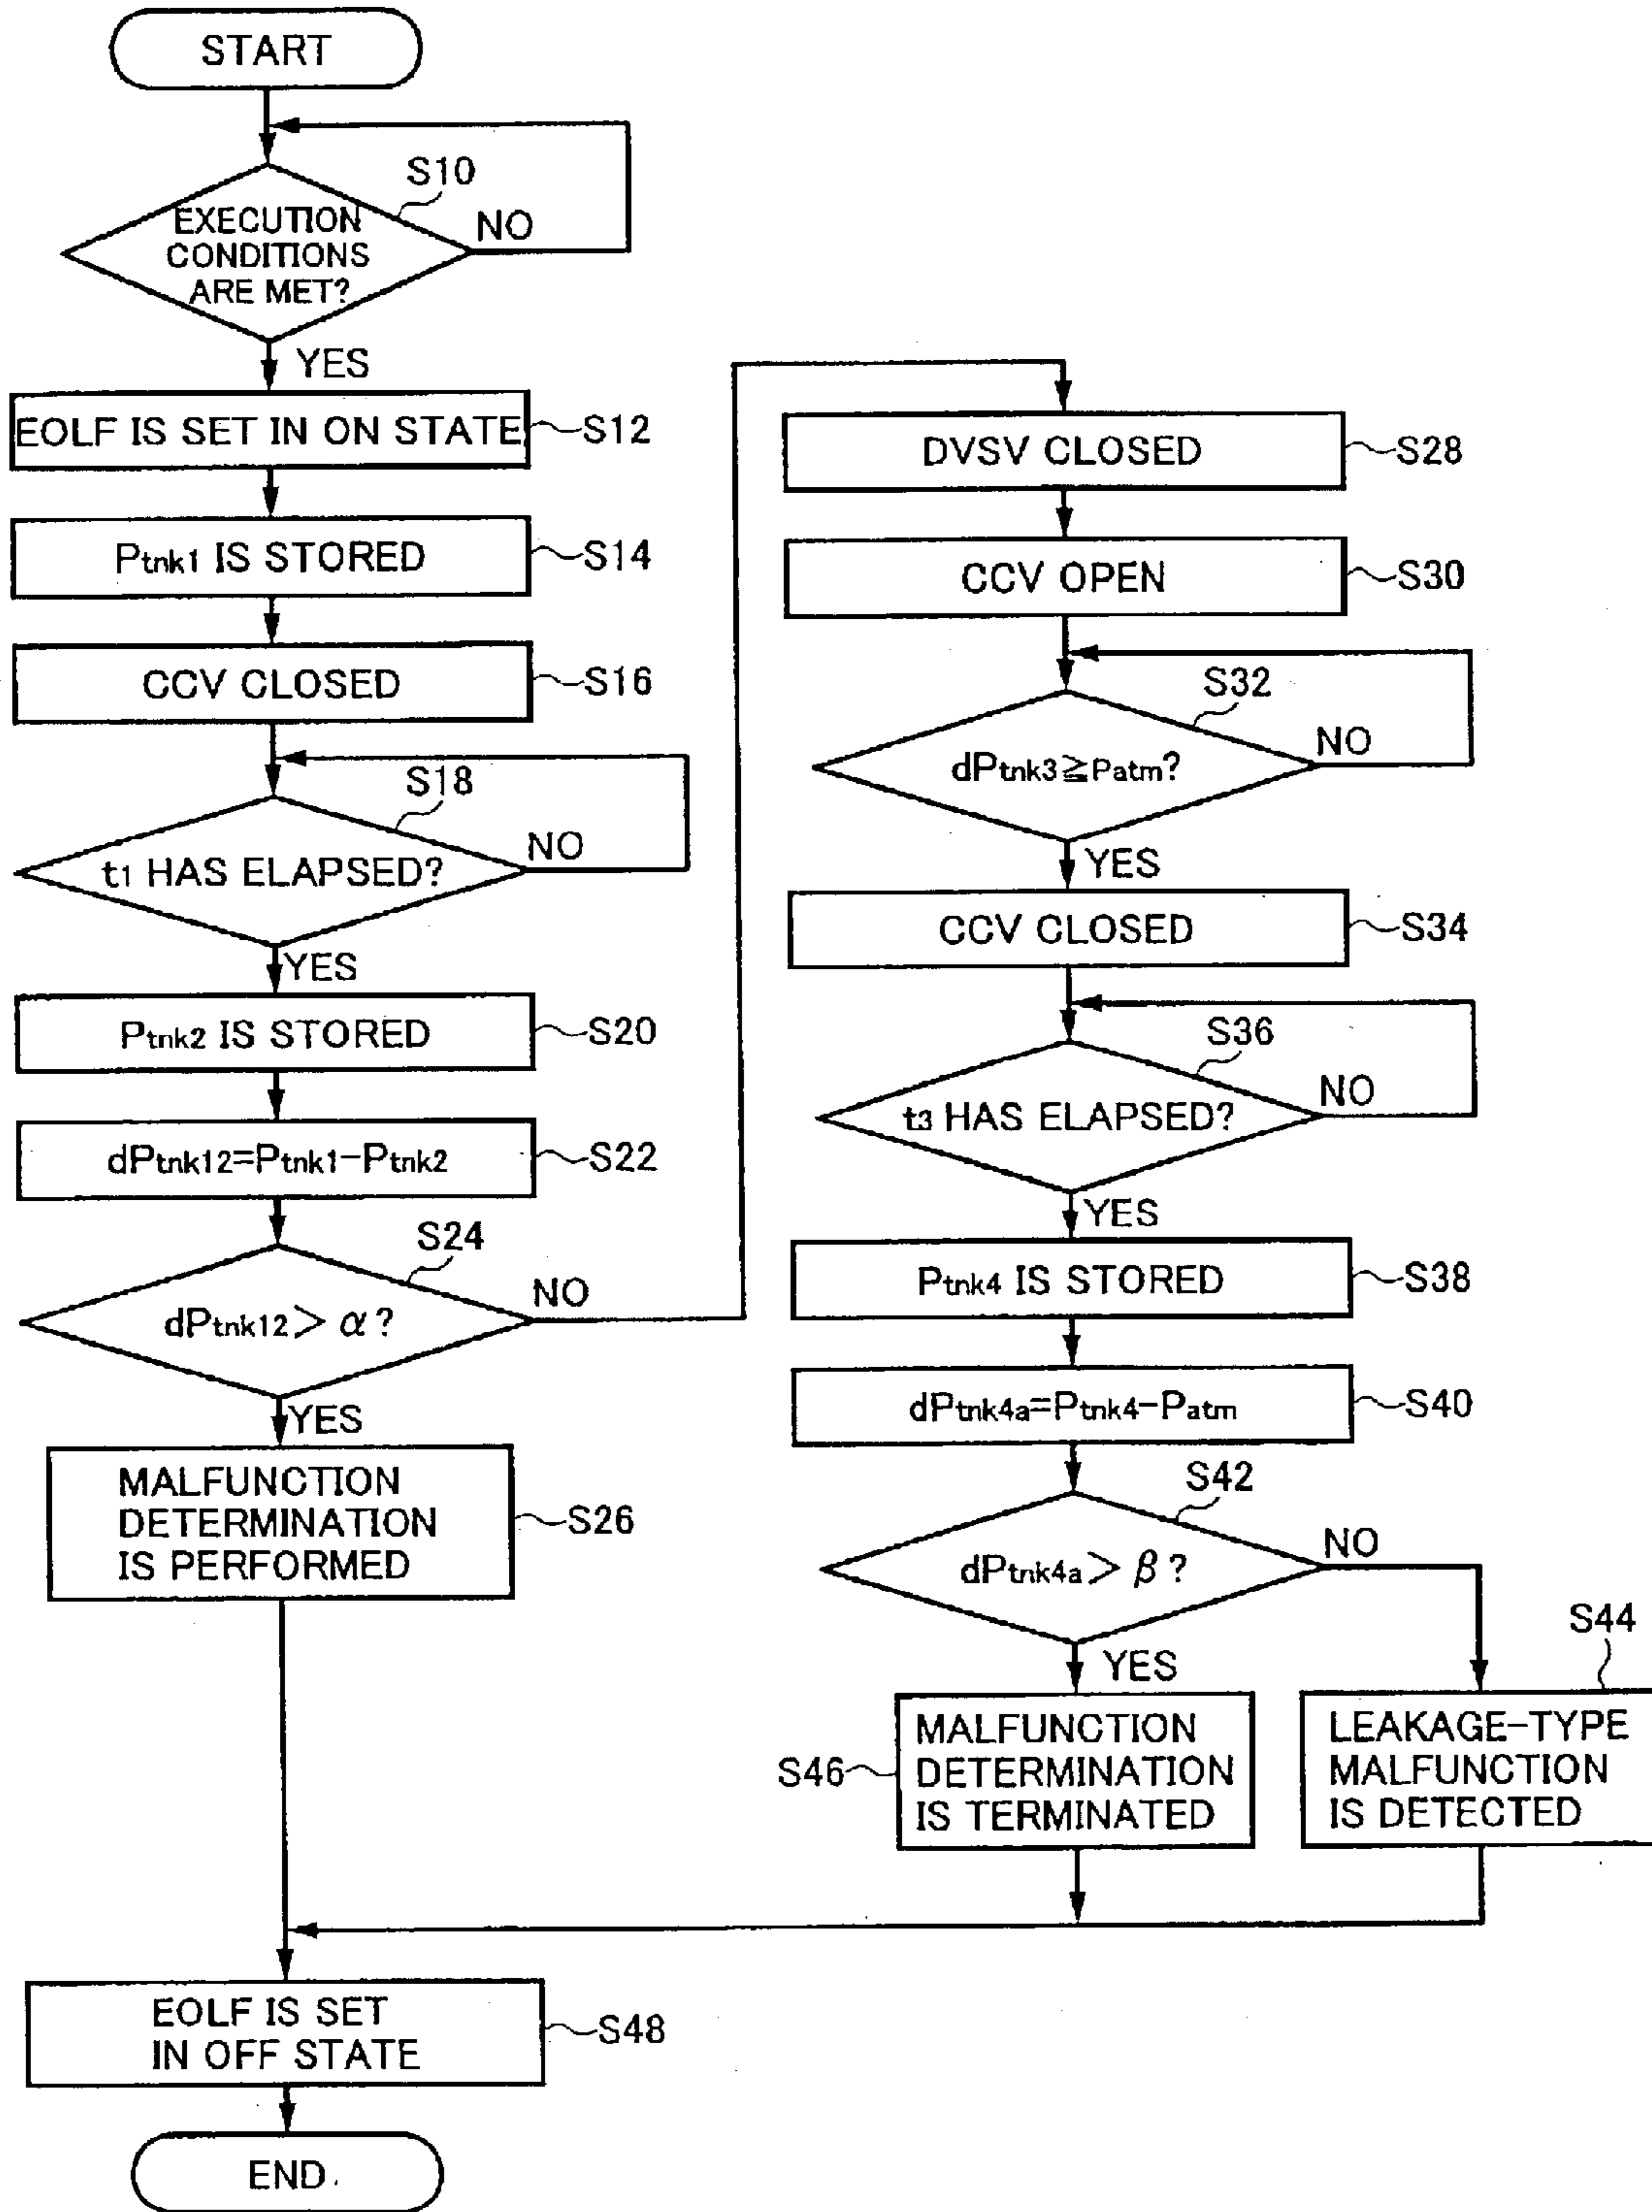 START
S10
EXECUTION
CONDITIONS
ARE MET?
NO
YES
EOLF IS SET IN ON STATE
S12
Ptnk1 IS STORED
S14
CCV CLOSED
S16
S18
t1 HAS ELAPSED?
NO
YES
Ptnk2 IS STORED
S20
dPtnk12=Ptnk1-Ptnk2
S22
S24
dPtnk12> α?
NO
YES
MALFUNCTION
DETERMINATION
IS PERFORMED
S26
DVSV CLOSED
S28
CCV OPEN
S30
S32
dPtnk3≧Patm?
NO
YES
CCV CLOSED
S34
S36
t3 HAS ELAPSED?
NO
YES
Ptnk4 IS STORED
S38
dPtnk4a=Ptnk4-Patm
S40
S42
dPtnk4a> β?
NO
YES
S44
LEAKAGE-TYPE
MALFUNCTION
IS DETECTED
S46
MALFUNCTION
DETERMINATION
IS TERMINATED
EOLF IS SET
IN OFF STATE
S48
END